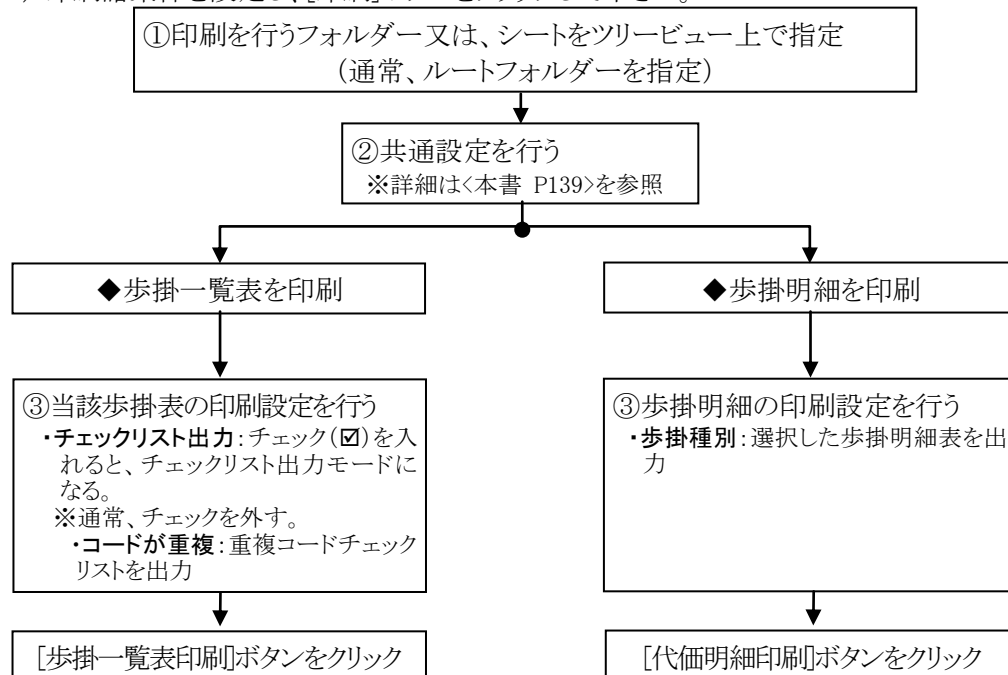 ①印刷を行うフォルダー又は、シートをツリービュー上で指定
(通常、ルートフォルダーを指定)
②共通設定を行う
※詳細は<本書 P139>を参照
◆歩掛一覧表を印刷
◆歩掛明細を印刷
③当該歩掛表の印刷設定を行う
・チェックリスト出力:チェック(☑)を入
れると、チェックリスト出力モードに
なる。
※通常、チェックを外す。
・コードが重複:重複コードチェック
リストを出力
③歩掛明細の印刷設定を行う
・歩掛種別:選択した歩掛明細表を出
力
[歩掛一覧表印刷]ボタンをクリック
[代価明細印刷]ボタンをクリック